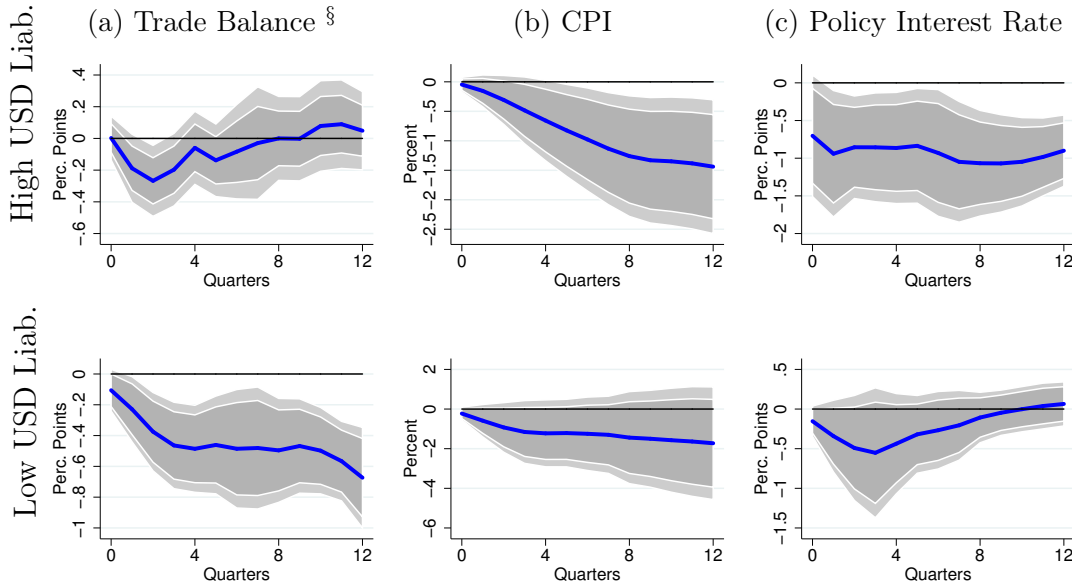 (a) Trade Balance §
(b) CPI
(c) Policy Interest Rate
High USD Liab.
Perc. Points
.4
.2
0
−.2
−.4
−.6
0 4 8 12
Quarters
Percent
0
−.5
−1
−1.5
−2
−2.5
0 4 8 12
Quarters
Perc. Points
0
−.5
−1
−1.5
−2
0 4 8 12
Quarters
Low USD Liab.
Perc. Points
0
−.2
−.4
−.6
−.8
−1
0 4 8 12
Quarters
Percent
2
0
−2
−4
−6
0 4 8 12
Quarters
Perc. Points
.5
0
−.5
−1
−1.5
0 4 8 12
Quarters